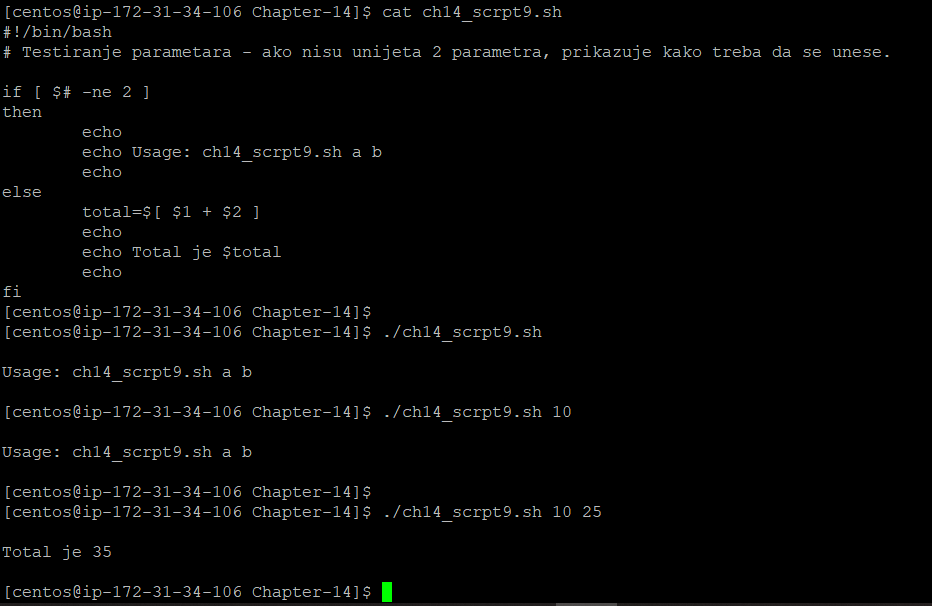 [centos@ip-172-31-34-106 Chapter-14]$ cat ch14_scrpt9.sh
#!/bin/bash
# Testiranje parametara - ako nisu unijeta 2 parametra, prikazuje kako treba da se unese.
if [ $# -ne 2 ]
then
echo
echo Usage: ch14_scrpt9.sh a b
echo
else
total=$[ $1 + $2 ]
echo
echo Total je $total
echo
fi
[centos@ip-172-31-34-106 Chapter-14]$
[centos@ip-172-31-34-106 Chapter-14]$ ./ch14_scrpt9.sh
Usage: ch14_scrpt9.sh a b
[centos@ip-172-31-34-106 Chapter-14]$ ./ch14_scrpt9.sh 10
Usage: ch14_scrpt9.sh a b
[centos@ip-172-31-34-106 Chapter-14]$
[centos@ip-172-31-34-106 Chapter-14]$ ./ch14_scrpt9.sh 10 25
Total je 35
[centos@ip-172-31-34-106 Chapter-14]$